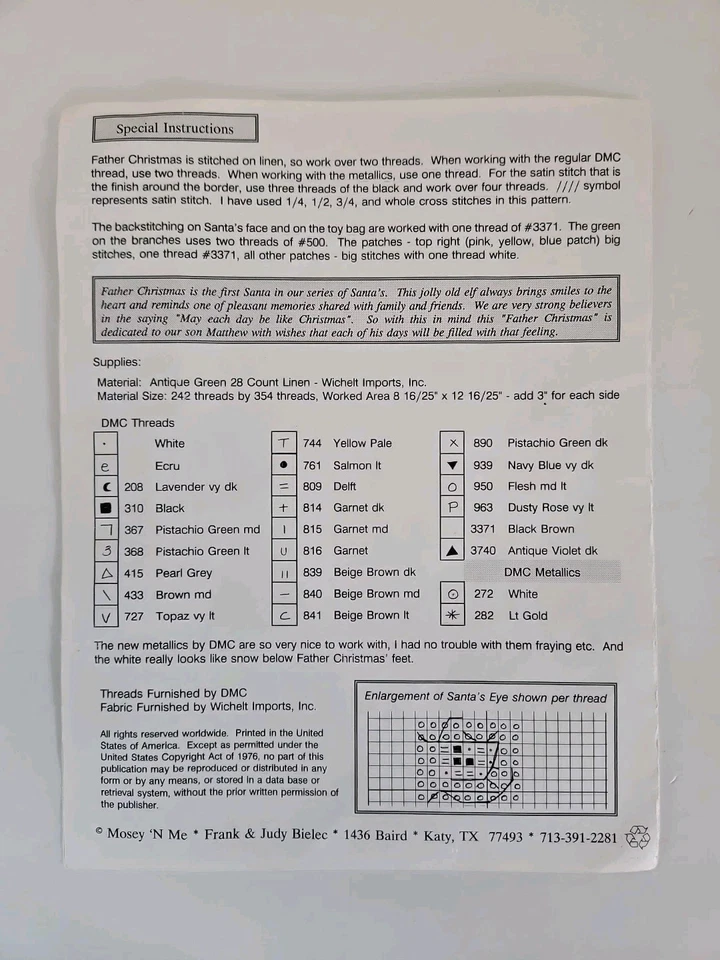 Special Instructions
Father Christmas is stitched on linen, so work over two threads. When working with the regular DMC
thread, use two threads. When working with the metallics, use one thread. For the satin stitch that is
the finish around the border, use three threads of the black and work over four threads. //// symbol
represents satin stitch. I have used 1/4, 1/2, 3/4, and whole cross stitches in this pattern.
The backstitching on Santa's face and on the toy bag are worked with one thread of #3371. The green
on the branches uses two threads of #500. The patches - top right (pink, yellow, blue patch) big
stitches, one thread #3371, all other patches - big stitches with one thread white.
Father Christmas is the first Santa in our series of Santa's. This jolly old elf always brings smiles to the
heart and reminds one of pleasant memories shared with family and friends. We are very strong believers
in the saying "May each day be like Christmas". So with this in mind this "Father Christmas" is
dedicated to our son Matthew with wishes that each of his days will be filled with that feeling.
Supplies:
Material: Antique Green 28 Count Linen - Wichelt Imports, Inc.
Material Size: 242 threads by 354 threads, Worked Area 8 16/25" x 12 16/25" - add 3" for each side
DMC Threads
· White
e Ecru
☾ 208 Lavender vy dk
■ 310 Black
ㄱ 367 Pistachio Green md
3 368 Pistachio Green lt
△ 415 Pearl Grey
\ 433 Brown md
V 727 Topaz vy lt
T 744 Yellow Pale
● 761 Salmon lt
= 809 Delft
+ 814 Garnet dk
I 815 Garnet md
U 816 Garnet
II 839 Beige Brown dk
— 840 Beige Brown md
C 841 Beige Brown lt
X 890 Pistachio Green dk
▼ 939 Navy Blue vy dk
O 950 Flesh md lt
P 963 Dusty Rose vy lt
3371 Black Brown
▲ 3740 Antique Violet dk
DMC Metallics
⊙ 272 White
✳ 282 Lt Gold
The new metallics by DMC are so very nice to work with, I had no trouble with them fraying etc. And
the white really looks like snow below Father Christmas' feet.
Threads Furnished by DMC
Fabric Furnished by Wichelt Imports, Inc.
All rights reserved worldwide. Printed in the United
States of America. Except as permitted under the
United States Copyright Act of 1976, no part of this
publication may be reproduced or distributed in any
form or by any means, or stored in a data base or
retrieval system, without the prior written permission of
the publisher.
Enlargement of Santa's Eye shown per thread
© Mosey 'N Me * Frank & Judy Bielec * 1436 Baird * Katy, TX 77493 * 713-391-2281